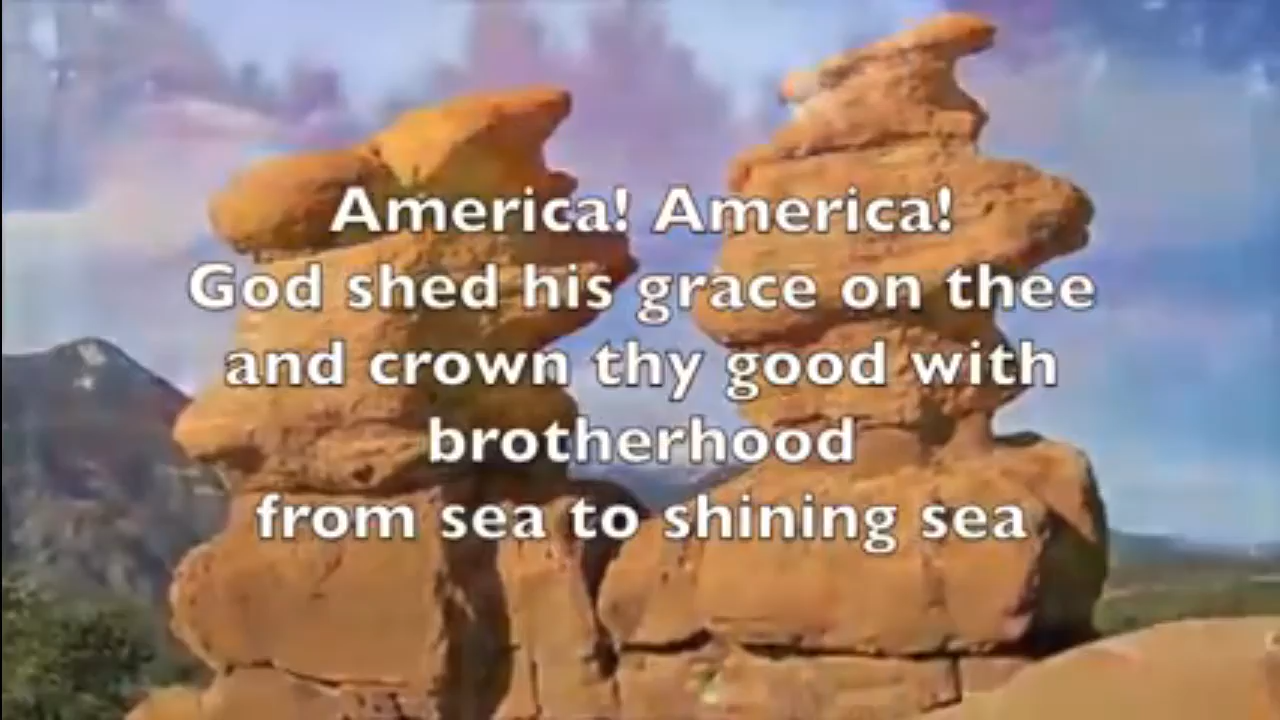 America! America!
God shed his grace on thee
and crown thy good with
brotherhood
from sea to shining sea